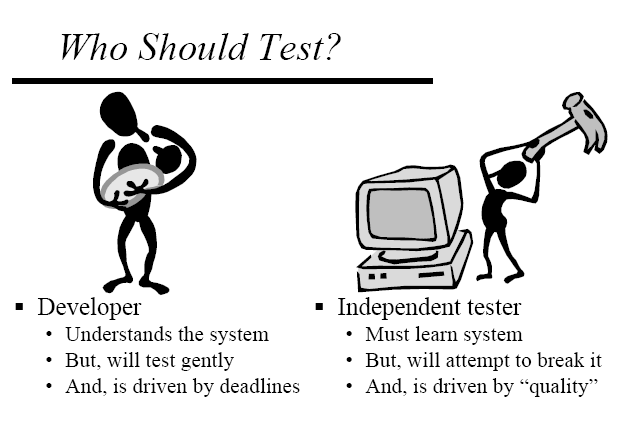 Who Should Test?
▪ Developer
• Understands the system
• But, will test gently
• And, is driven by deadlines
▪ Independent tester
• Must learn system
• But, will attempt to break it
• And, is driven by “quality”